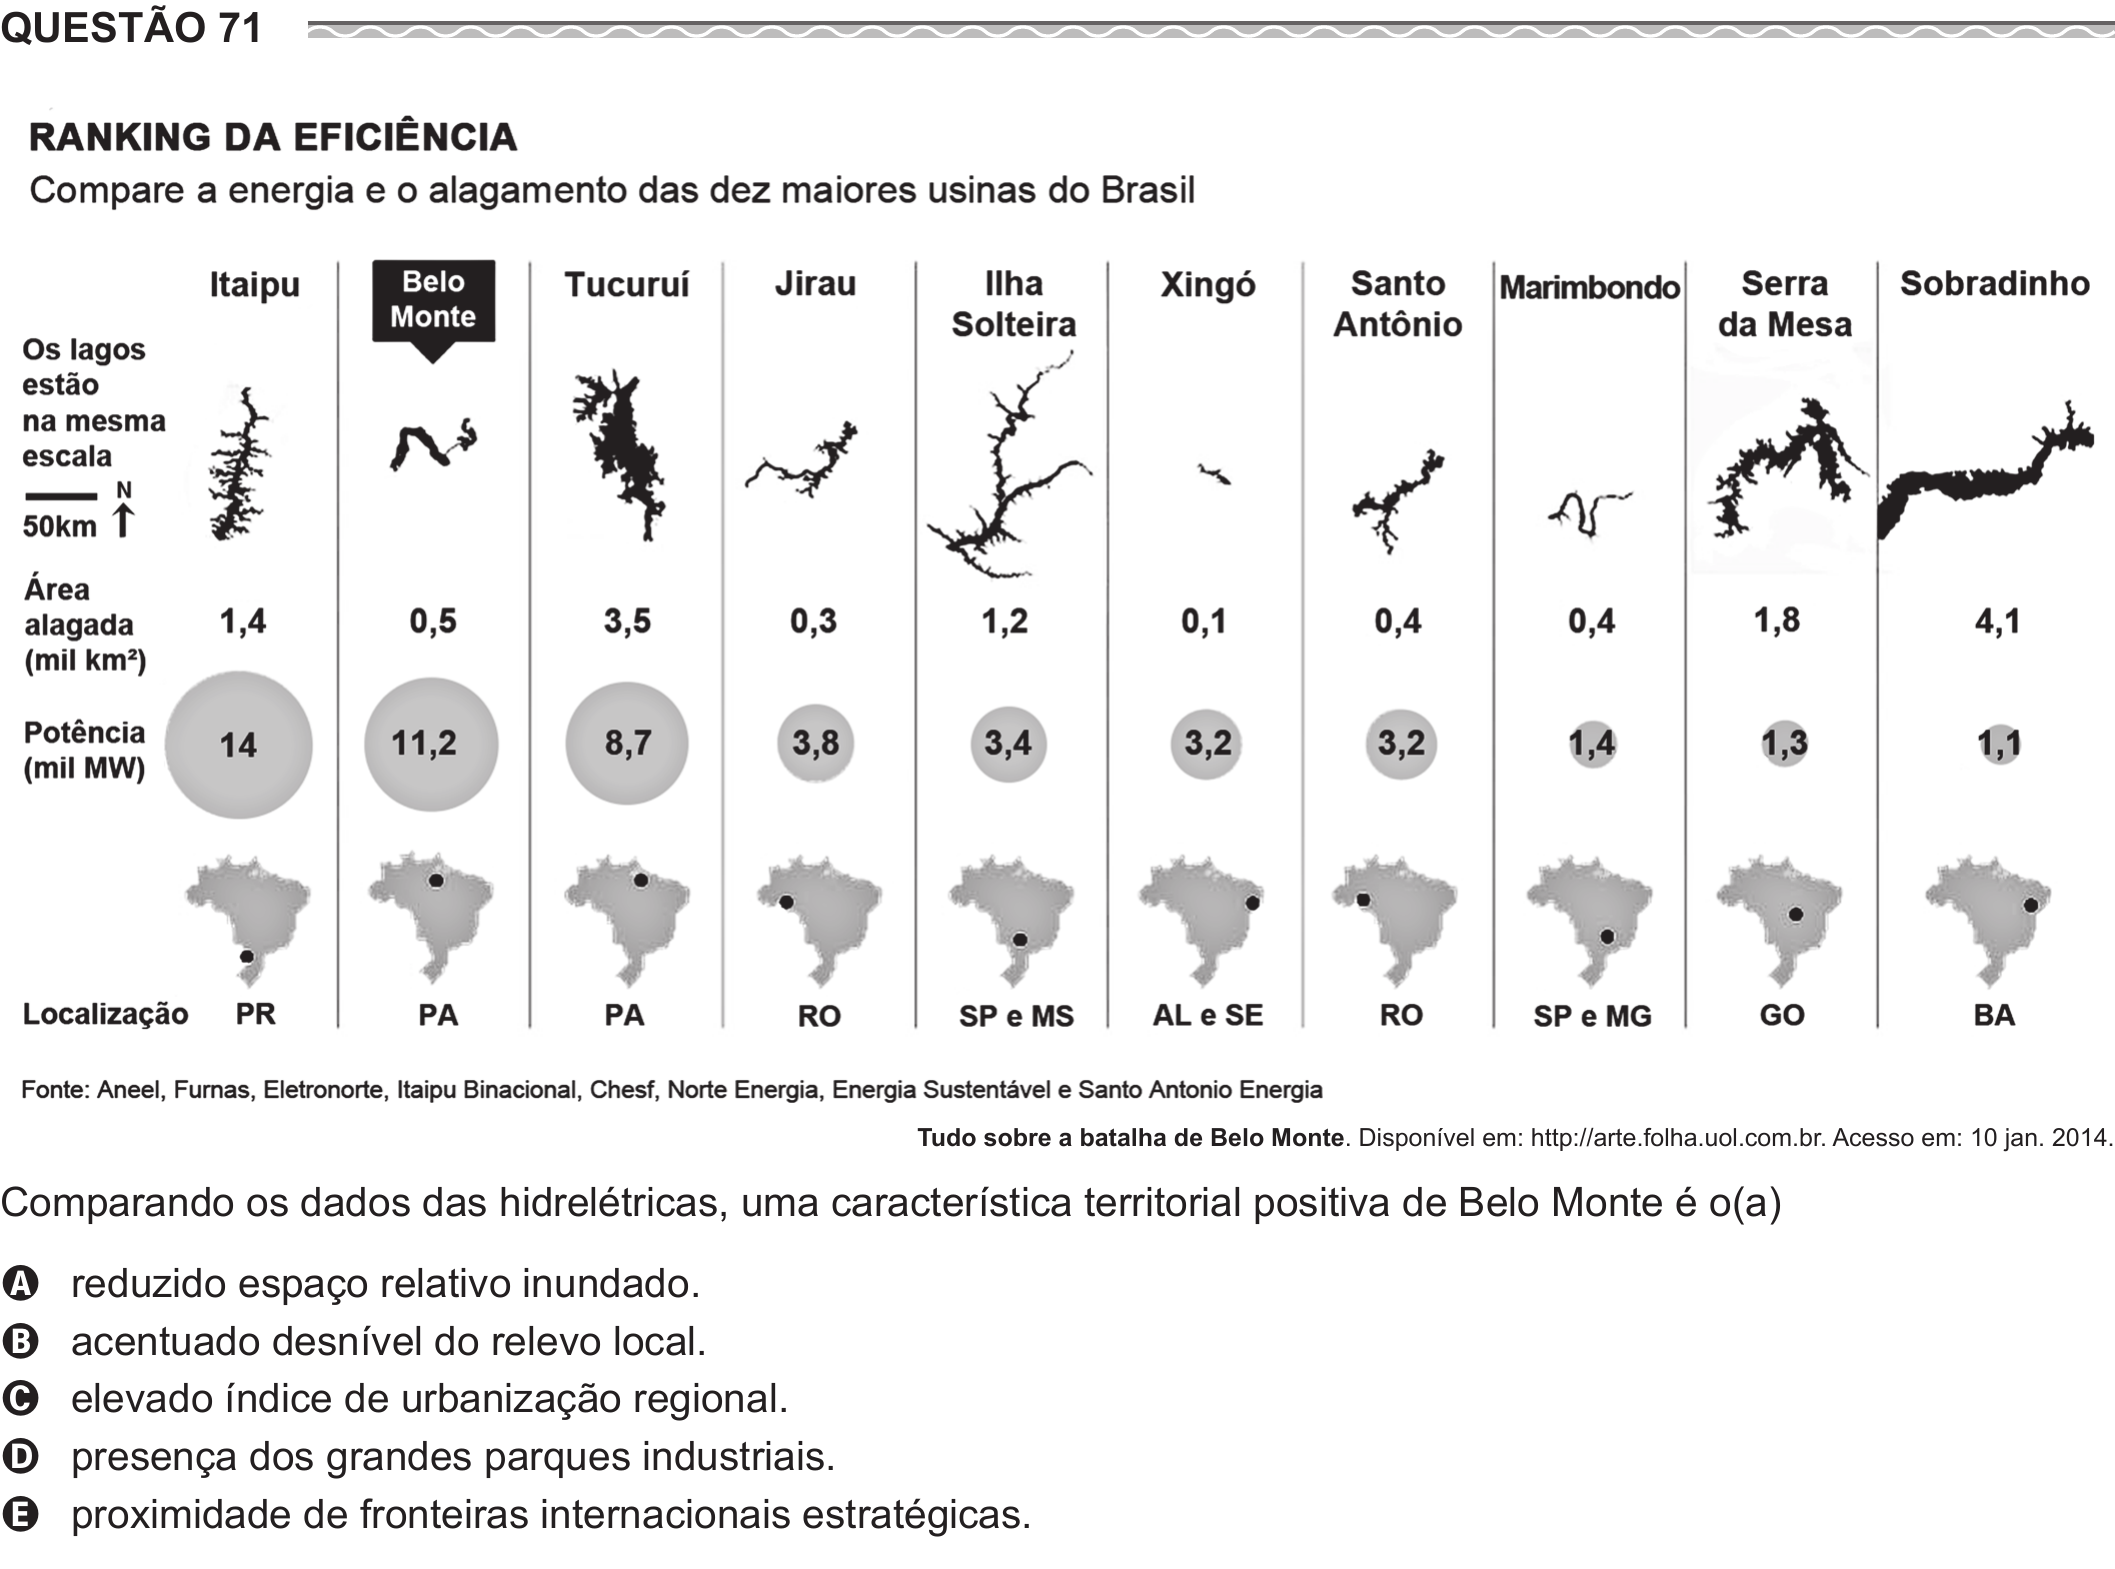 QUESTÃO 71
RANKING DA EFICIÊNCIA
Compare a energia e o alagamento das dez maiores usinas do Brasil
Itaipu
Belo
Monte
Tucuruí
Jirau
Ilha
Solteira
Xingó
Santo
Antônio
Marimbondo
Serra
da Mesa
Sobradinho
Os lagos
estão
na mesma
escala
N
50km
Área
alagada
(mil km²)
1,4 0,5 3,5 0,3 1,2 0,1 0,4 0,4 1,8 4,1
Potência
(mil MW)
14 11,2 8,7 3,8 3,4 3,2 3,2 1,4 1,3 1,1
Localização PR PA PA RO SP e MS AL e SE RO SP e MG GO BA
Fonte: Aneel, Furnas, Eletronorte, Itaipu Binacional, Chesf, Norte Energia, Energia Sustentável e Santo Antonio Energia
Tudo sobre a batalha de Belo Monte. Disponível em: http://arte.folha.uol.com.br. Acesso em: 10 jan. 2014.
Comparando os dados das hidrelétricas, uma característica territorial positiva de Belo Monte é o(a)
A reduzido espaço relativo inundado.
B acentuado desnível do relevo local.
C elevado índice de urbanização regional.
D presença dos grandes parques industriais.
E proximidade de fronteiras internacionais estratégicas.